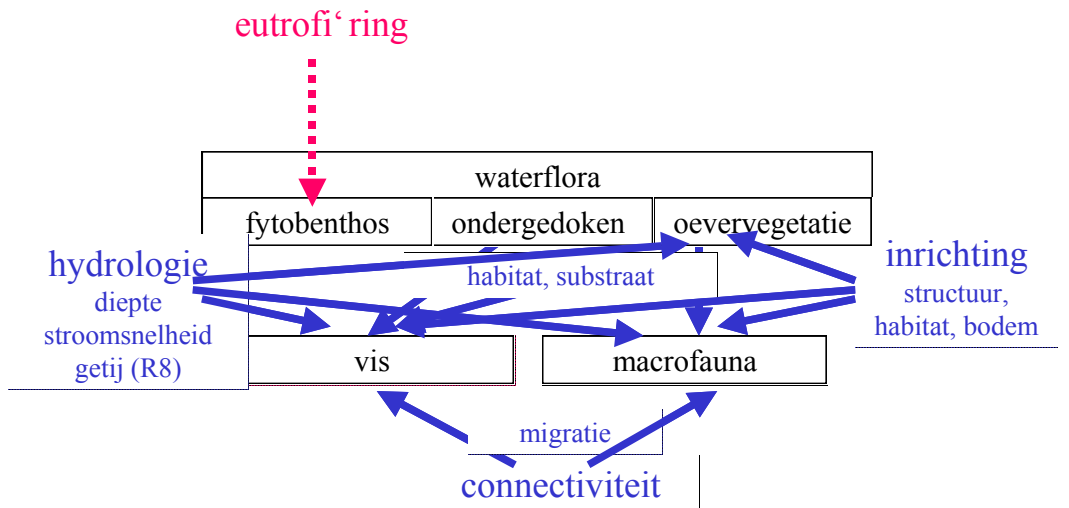 eutrofi‘ ring
waterflora
fytobenthos
ondergedoken
oevervegetatie
hydrologie
diepte
stroomsnelheid
getij (R8)
habitat, substraat
inrichting
structuur,
habitat, bodem
vis
macrofauna
migratie
connectiviteit